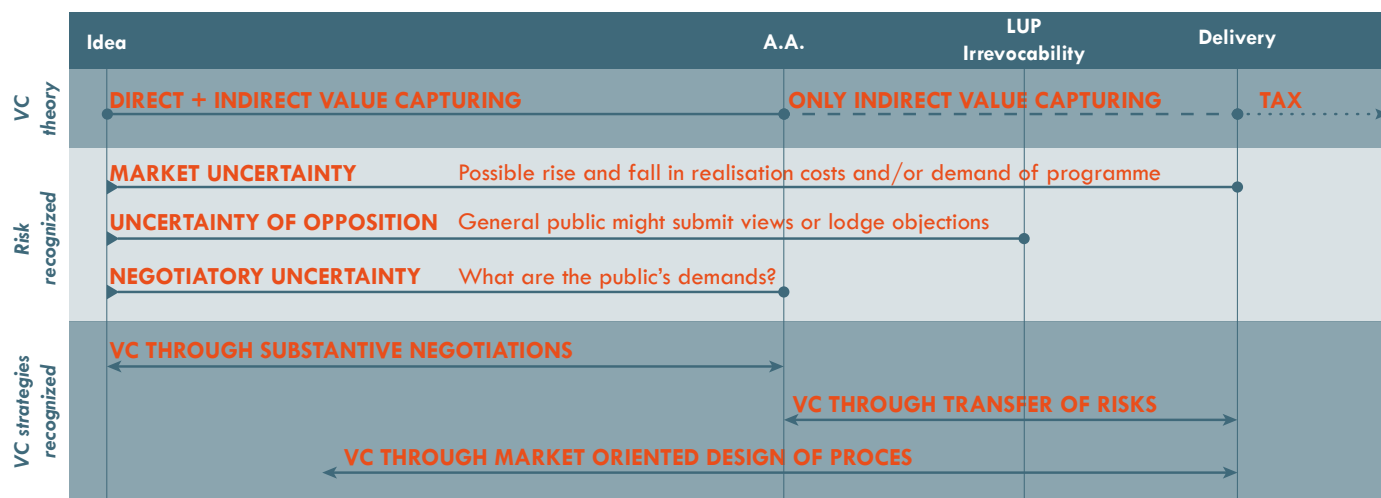 Idea
A.A.
LUP
Irrevocability
Delivery
VC
theory
DIRECT + INDIRECT VALUE CAPTURING
ONLY INDIRECT VALUE CAPTURING
TAX
Risk
recognized
MARKET UNCERTAINTY
Possible rise and fall in realisation costs and/or demand of programme
UNCERTAINTY OF OPPOSITION
General public might submit views or lodge objections
NEGOTIATORY UNCERTAINTY
What are the public's demands?
VC strategies
recognized
VC THROUGH SUBSTANTIVE NEGOTIATIONS
VC THROUGH TRANSFER OF RISKS
VC THROUGH MARKET ORIENTED DESIGN OF PROCES